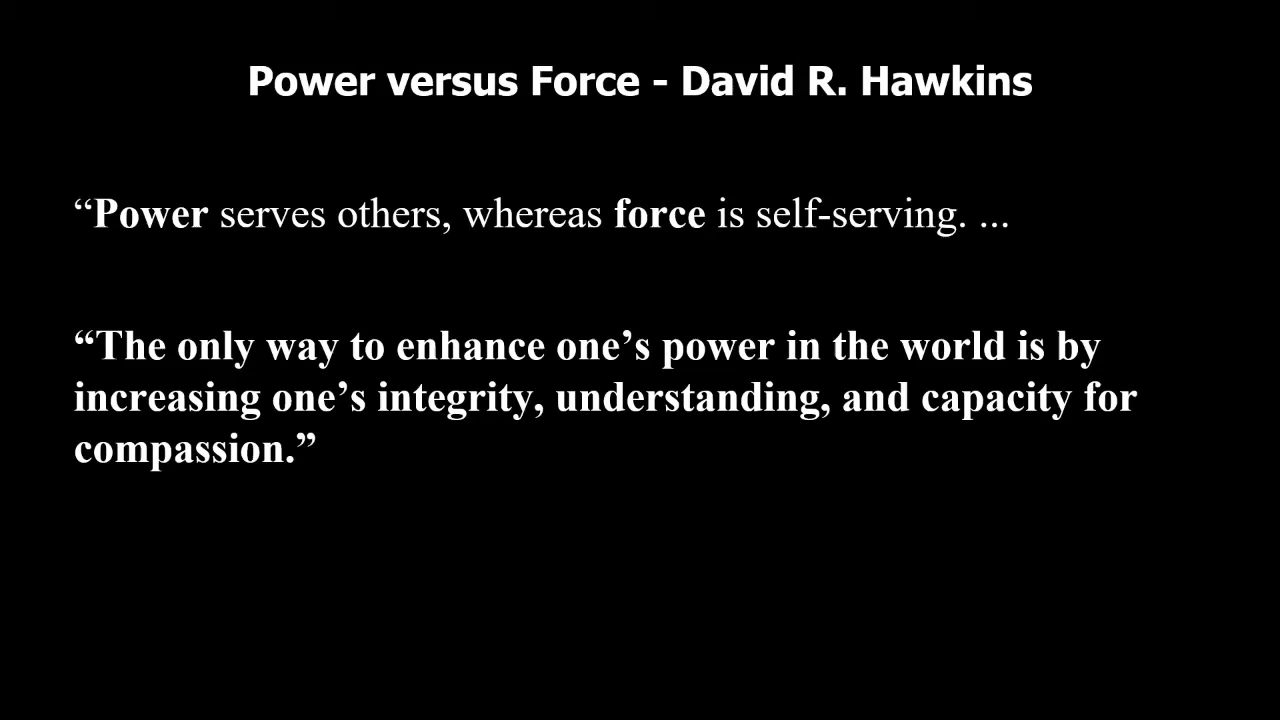 Power versus Force - David R. Hawkins
“Power serves others, whereas force is self-serving. ...
“The only way to enhance one’s power in the world is by
increasing one’s integrity, understanding, and capacity for
compassion.”